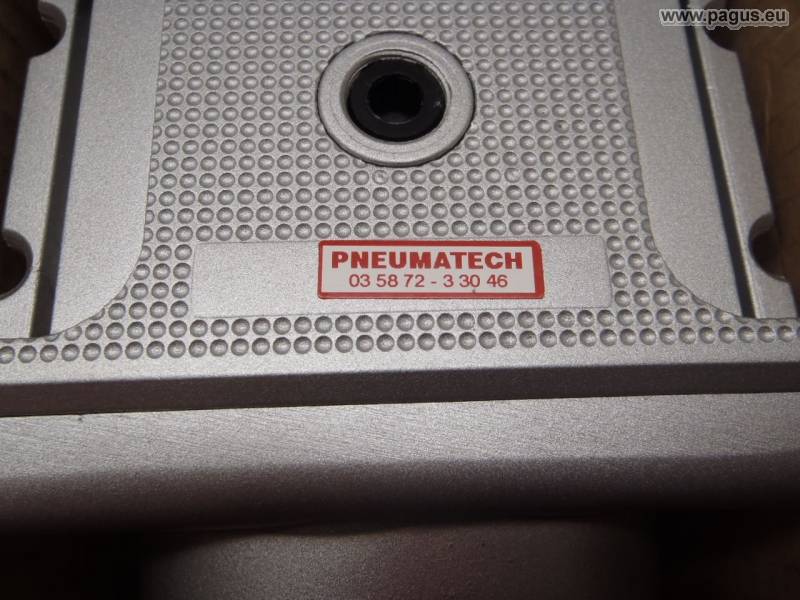 www.pagus.eu
PNEUMATECH
03 58 72 - 3 30 46